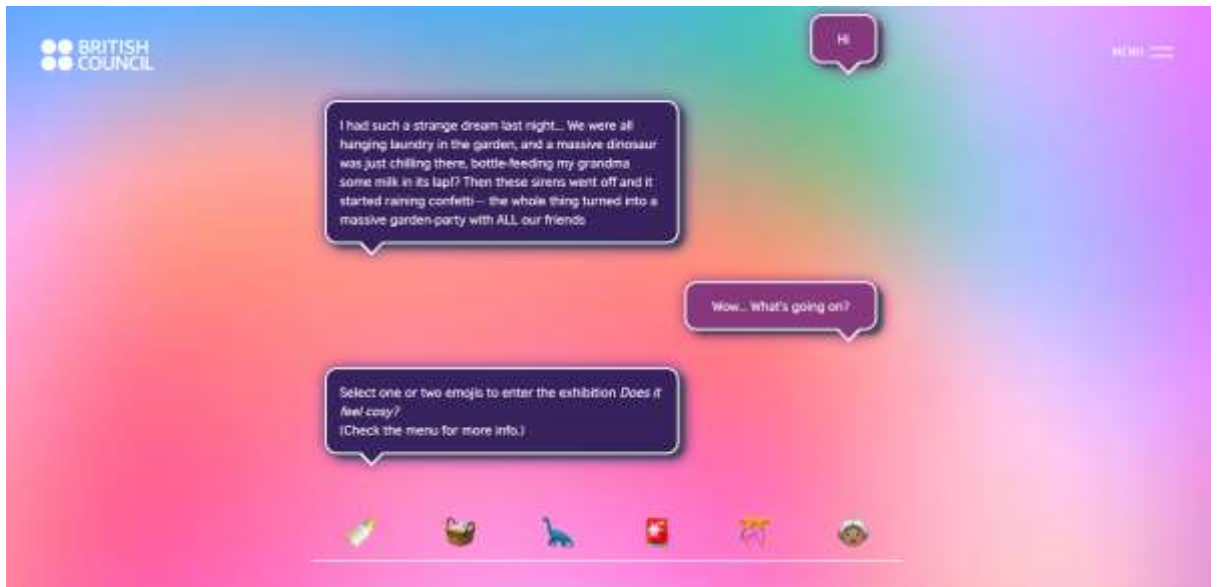 BRITISH
COUNCIL
Hi
MENU
I had such a strange dream last night... We were all
hanging laundry in the garden, and a massive dinosaur
was just chilling there, bottle-feeding my grandma
some milk in its lap!? Then these sirens went off and it
started raining confetti— the whole thing turned into a
massive garden-party with ALL our friends
Wow... What's going on?
Select one or two emojis to enter the exhibition Does it
feel cosy?
(Check the menu for more info.)